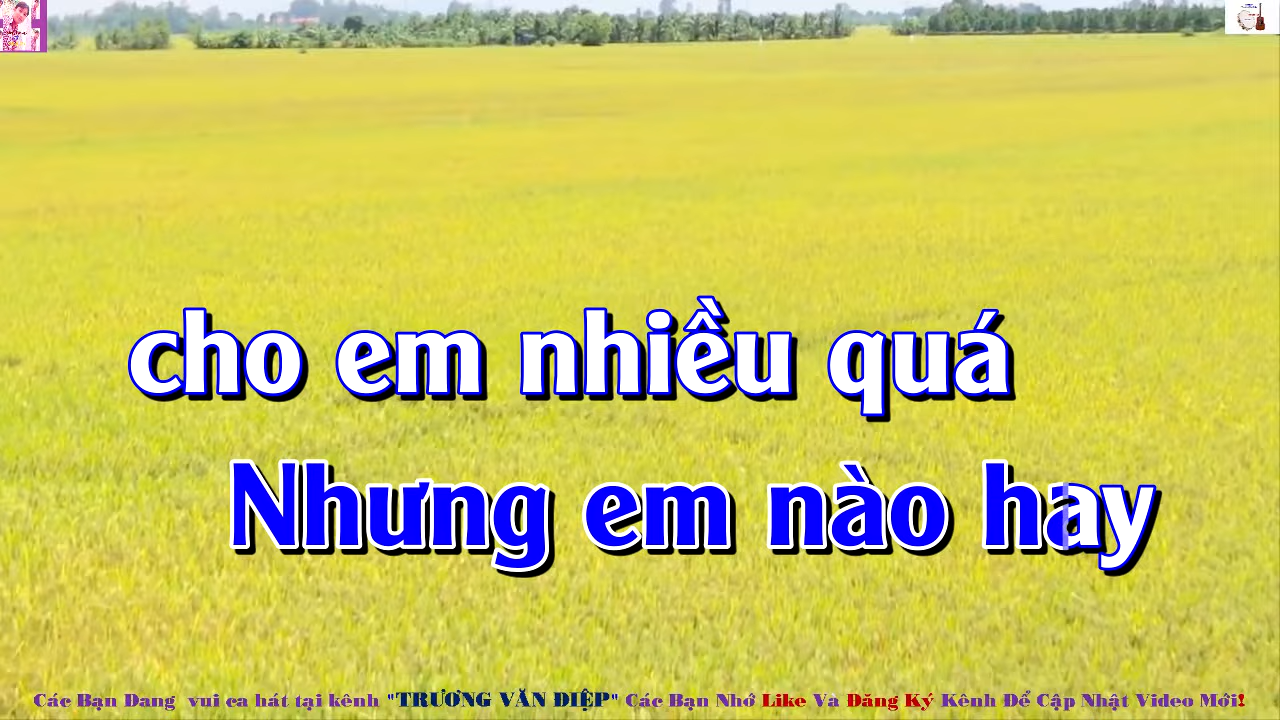 cho em nhiều quá
Nhưng em nào hay
Các Bạn Dang vui ca hát tại kênh "TRƯƠNG VĂN DIỆP" Các Bạn Nhớ Like Và Đăng Ký Kênh Để Cập Nhật Video Mới!